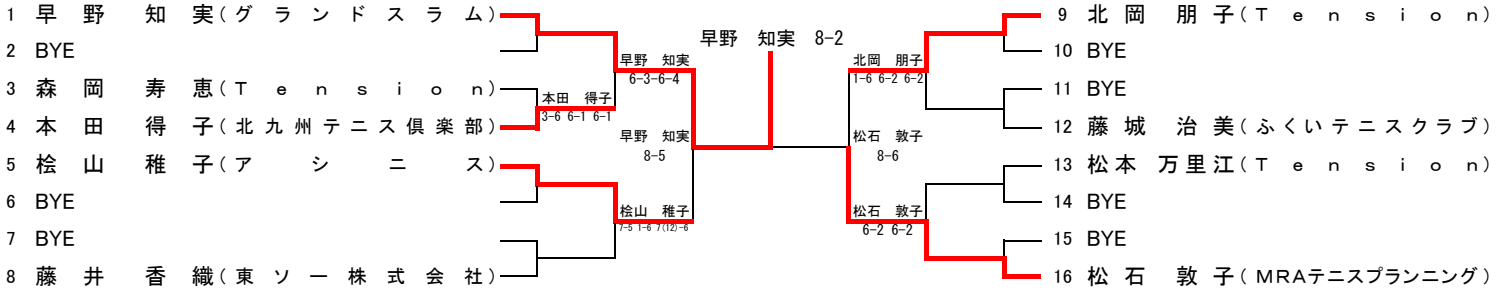 1 早野 知実(グランドスラム)
2 BYE
3 森岡 寿恵(Tension)
4 本田 得子(北九州テニス倶楽部)
5 桧山 稚子(アシニス)
6 BYE
7 BYE
8 藤井 香織(東ソー株式会社)
早野 知実
6-3-6-4
本田 得子
3-6 6-1 6-1
早野 知実
8-5
桧山 稚子
7-5 1-6 7(12)-6
早野 知実 8-2
北岡 朋子
1-6 6-2 6-2
松石 敦子
8-6
松石 敦子
6-2 6-2
9 北岡 朋子(Tension)
10 BYE
11 BYE
12 藤城 治美(ふくいテニスクラブ)
13 松本 万里江(Tension)
14 BYE
15 BYE
16 松石 敦子(MRAテニスプランニング)